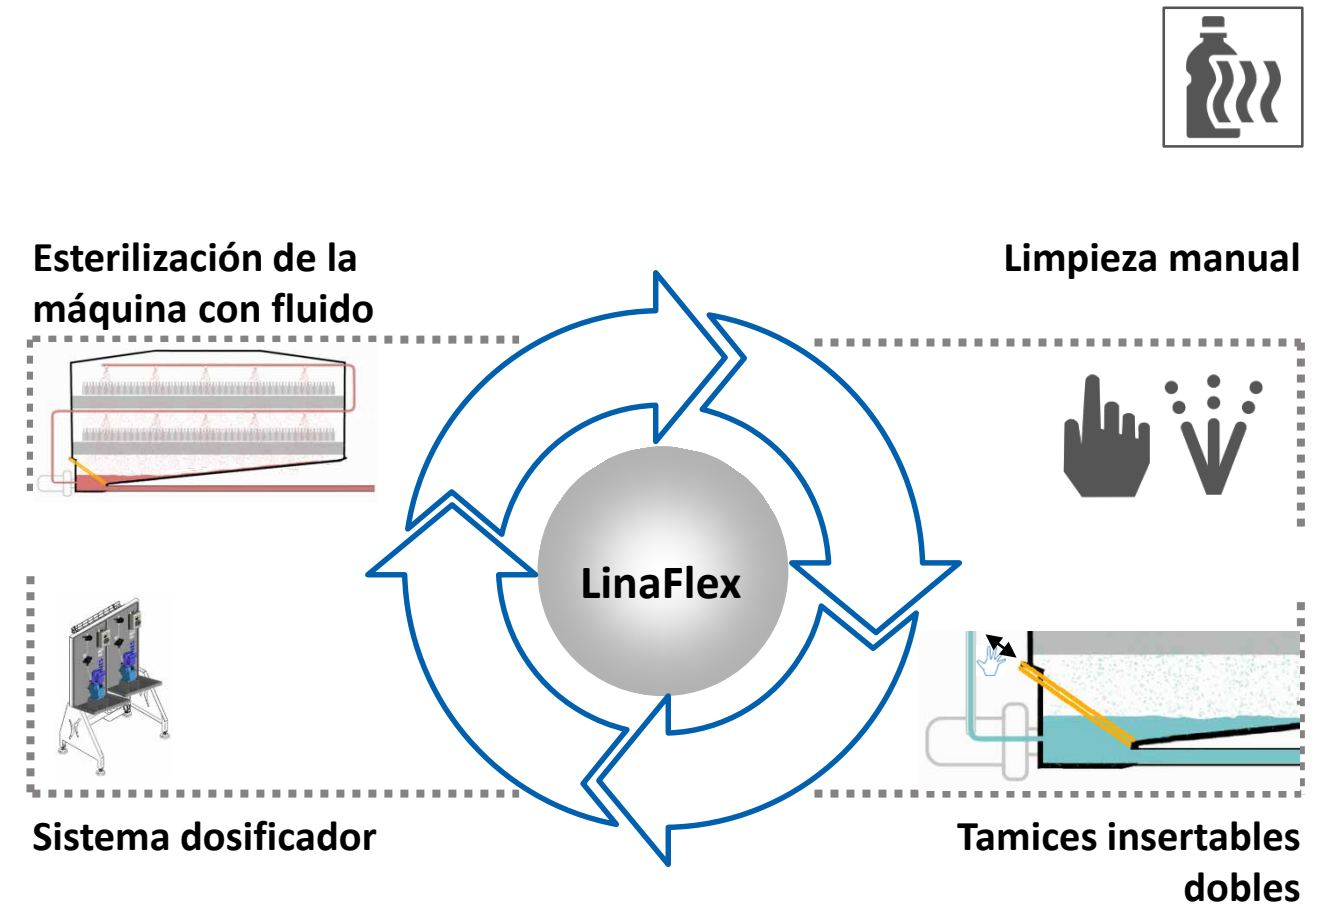 Esterilización de la
máquina con fluido
Limpieza manual
LinaFlex
Sistema dosificador
Tamices insertables
dobles